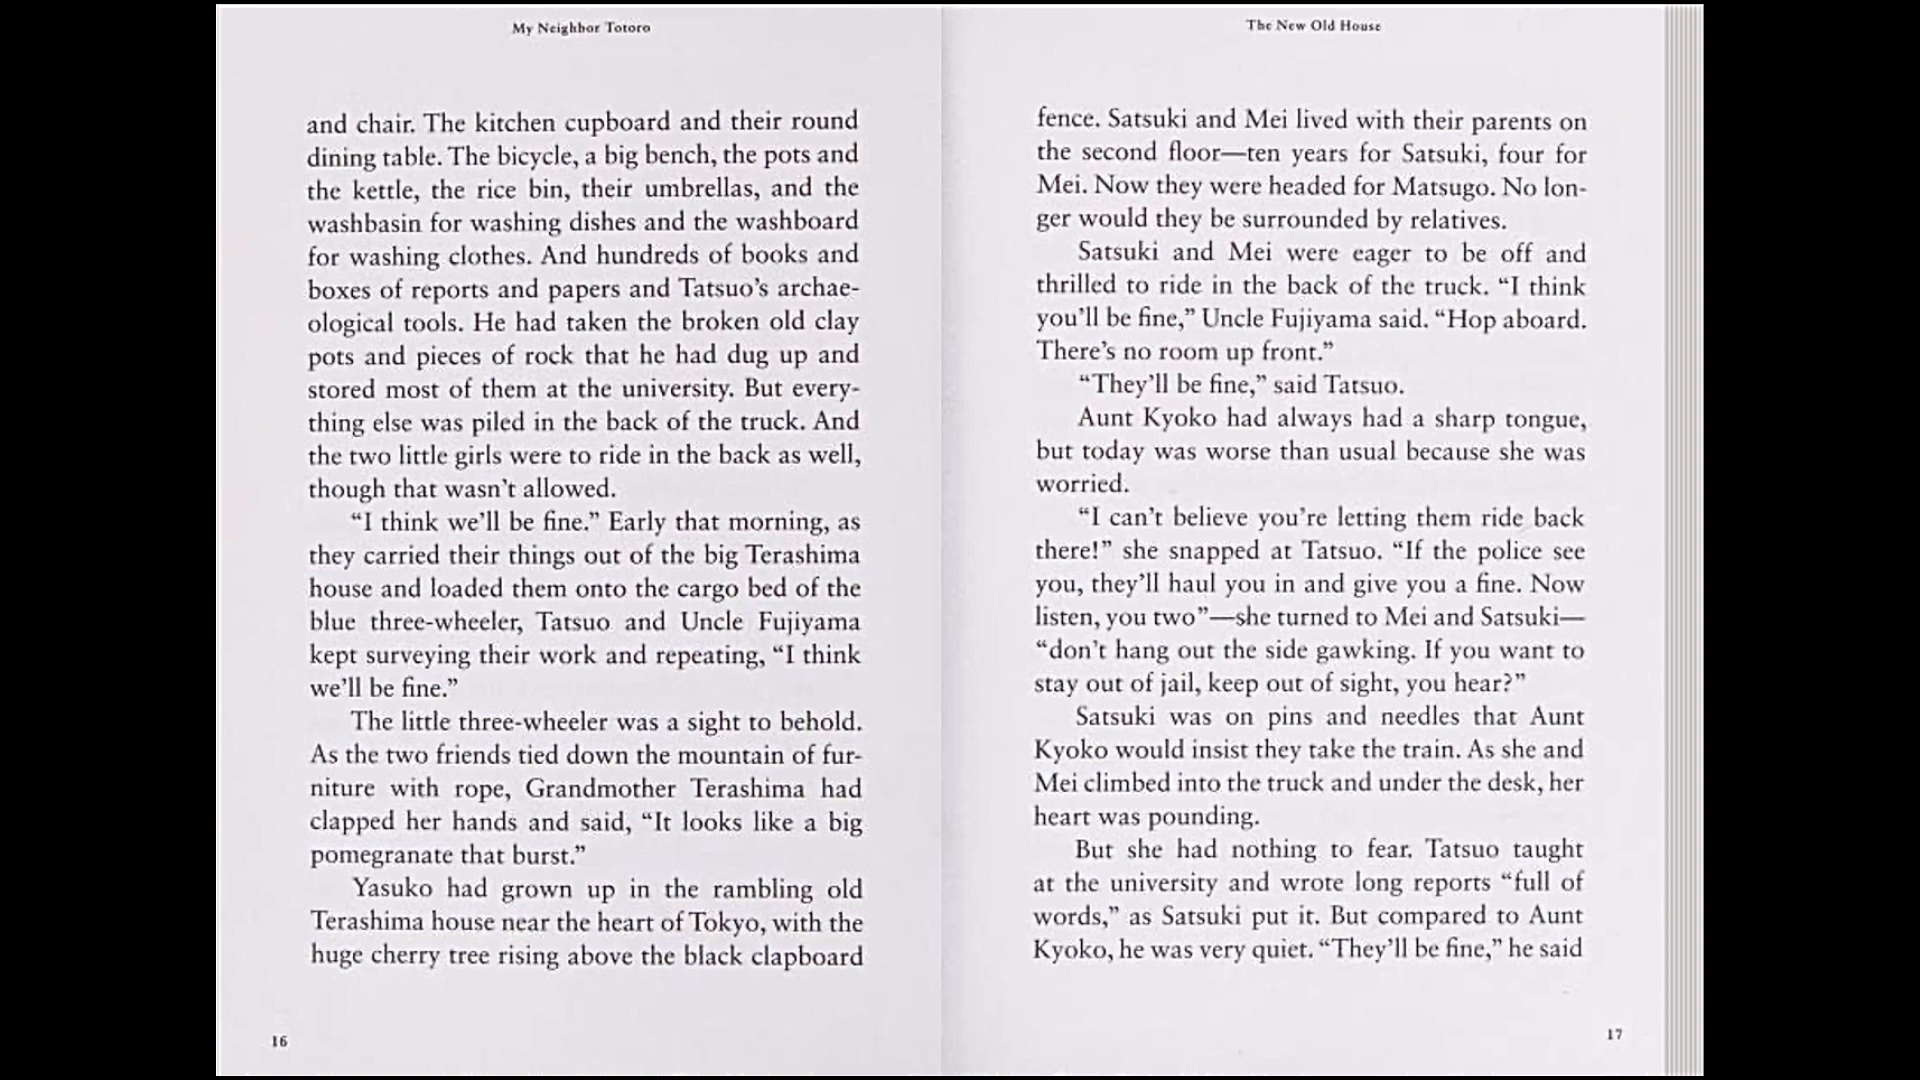 My Neighbor Totoro
and chair. The kitchen cupboard and their round
dining table. The bicycle, a big bench, the pots and
the kettle, the rice bin, their umbrellas, and the
washbasin for washing dishes and the washboard
for washing clothes. And hundreds of books and
boxes of reports and papers and Tatsuo’s archae-
ological tools. He had taken the broken old clay
pots and pieces of rock that he had dug up and
stored most of them at the university. But every-
thing else was piled in the back of the truck. And
the two little girls were to ride in the back as well,
though that wasn’t allowed.
“I think we’ll be fine.” Early that morning, as
they carried their things out of the big Terashima
house and loaded them onto the cargo bed of the
blue three-wheeler, Tatsuo and Uncle Fujiyama
kept surveying their work and repeating, “I think
we’ll be fine.”
The little three-wheeler was a sight to behold.
As the two friends tied down the mountain of fur-
niture with rope, Grandmother Terashima had
clapped her hands and said, “It looks like a big
pomegranate that burst.”
Yasuko had grown up in the rambling old
Terashima house near the heart of Tokyo, with the
huge cherry tree rising above the black clapboard
16
The New Old House
fence. Satsuki and Mei lived with their parents on
the second floor—ten years for Satsuki, four for
Mei. Now they were headed for Matsugo. No lon-
ger would they be surrounded by relatives.
Satsuki and Mei were eager to be off and
thrilled to ride in the back of the truck. “I think
you’ll be fine,” Uncle Fujiyama said. “Hop aboard.
There’s no room up front.”
“They’ll be fine,” said Tatsuo.
Aunt Kyoko had always had a sharp tongue,
but today was worse than usual because she was
worried.
“I can’t believe you’re letting them ride back
there!” she snapped at Tatsuo. “If the police see
you, they’ll haul you in and give you a fine. Now
listen, you two”—she turned to Mei and Satsuki—
“don’t hang out the side gawking. If you want to
stay out of jail, keep out of sight, you hear?”
Satsuki was on pins and needles that Aunt
Kyoko would insist they take the train. As she and
Mei climbed into the truck and under the desk, her
heart was pounding.
But she had nothing to fear. Tatsuo taught
at the university and wrote long reports “full of
words,” as Satsuki put it. But compared to Aunt
Kyoko, he was very quiet. “They’ll be fine,” he said
17